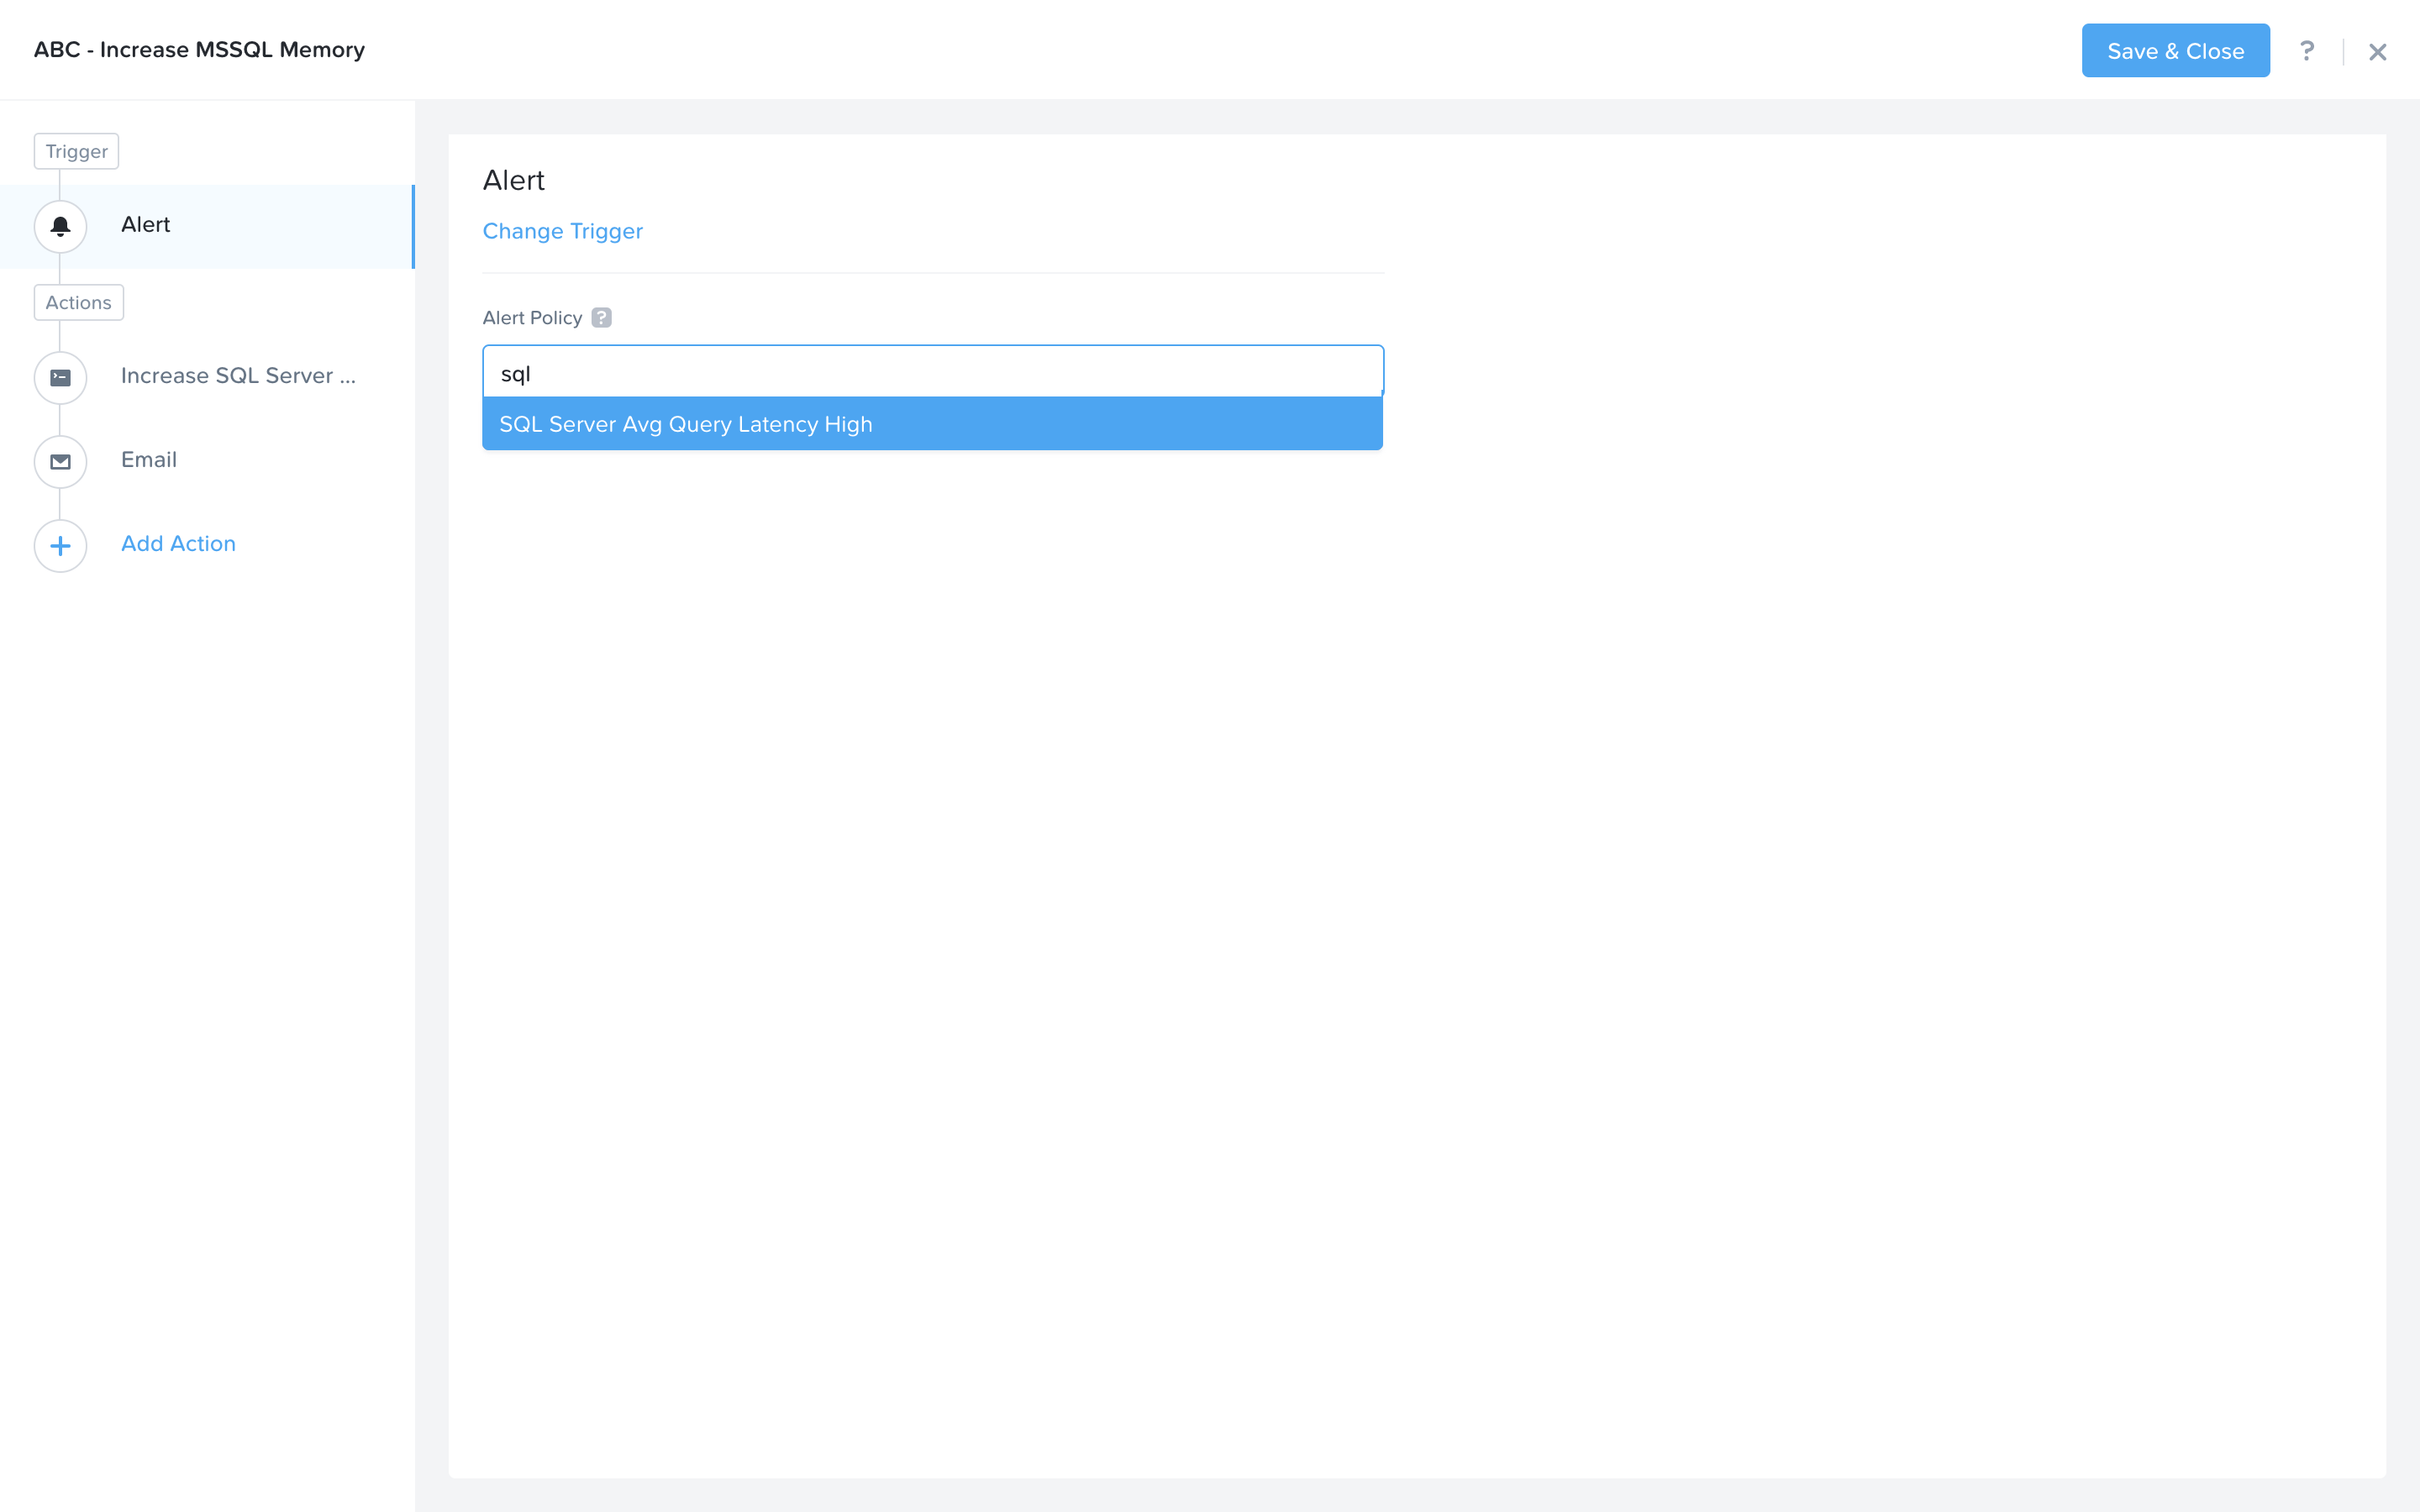 ABC - Increase MSSQL Memory
Save & Close
?
Trigger
Alert
Actions
Increase SQL Server ...
Email
Add Action
Alert
Change Trigger
Alert Policy ?
sql
SQL Server Avg Query Latency High